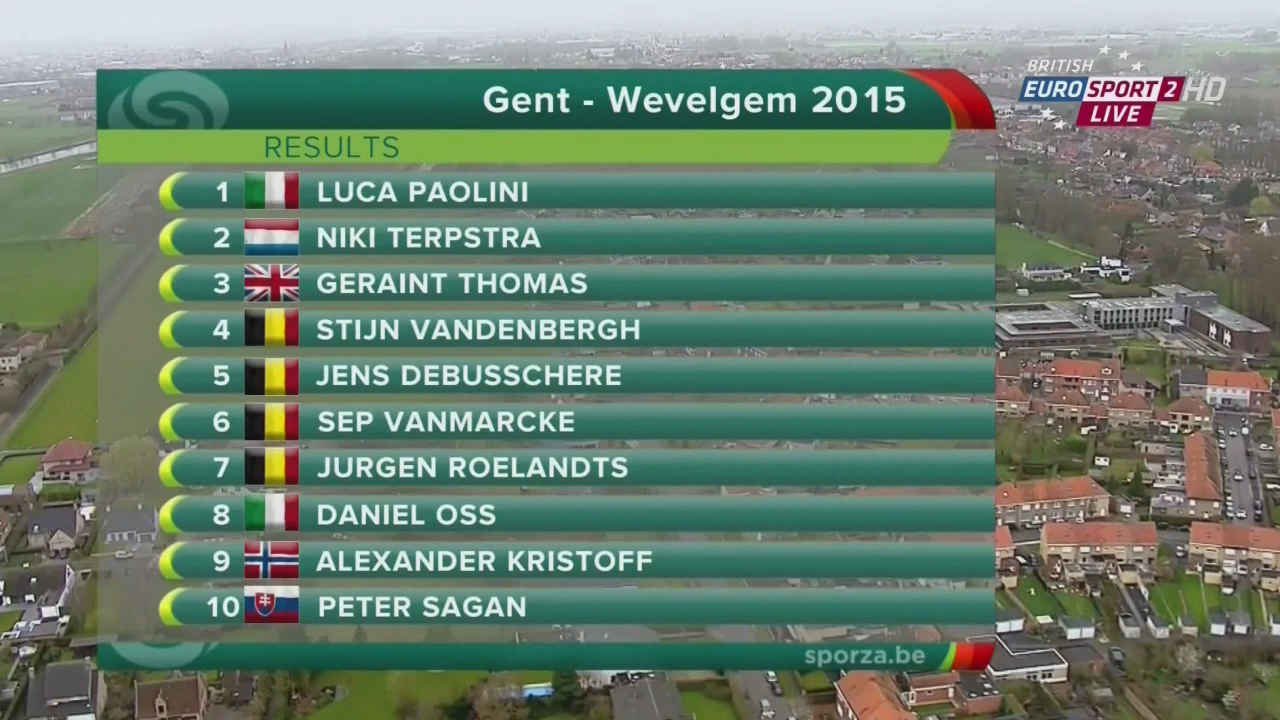 BRITISH
EUROSPORT 2 HD
LIVE
Gent - Wevelgem 2015
RESULTS
1 LUCA PAOLINI
2 NIKI TERPSTRA
3 GERAINT THOMAS
4 STIJN VANDENBERGH
5 JENS DEBUSSCHERE
6 SEP VANMARCKE
7 JURGEN ROELANDTS
8 DANIEL OSS
9 ALEXANDER KRISTOFF
10 PETER SAGAN
sporza.be